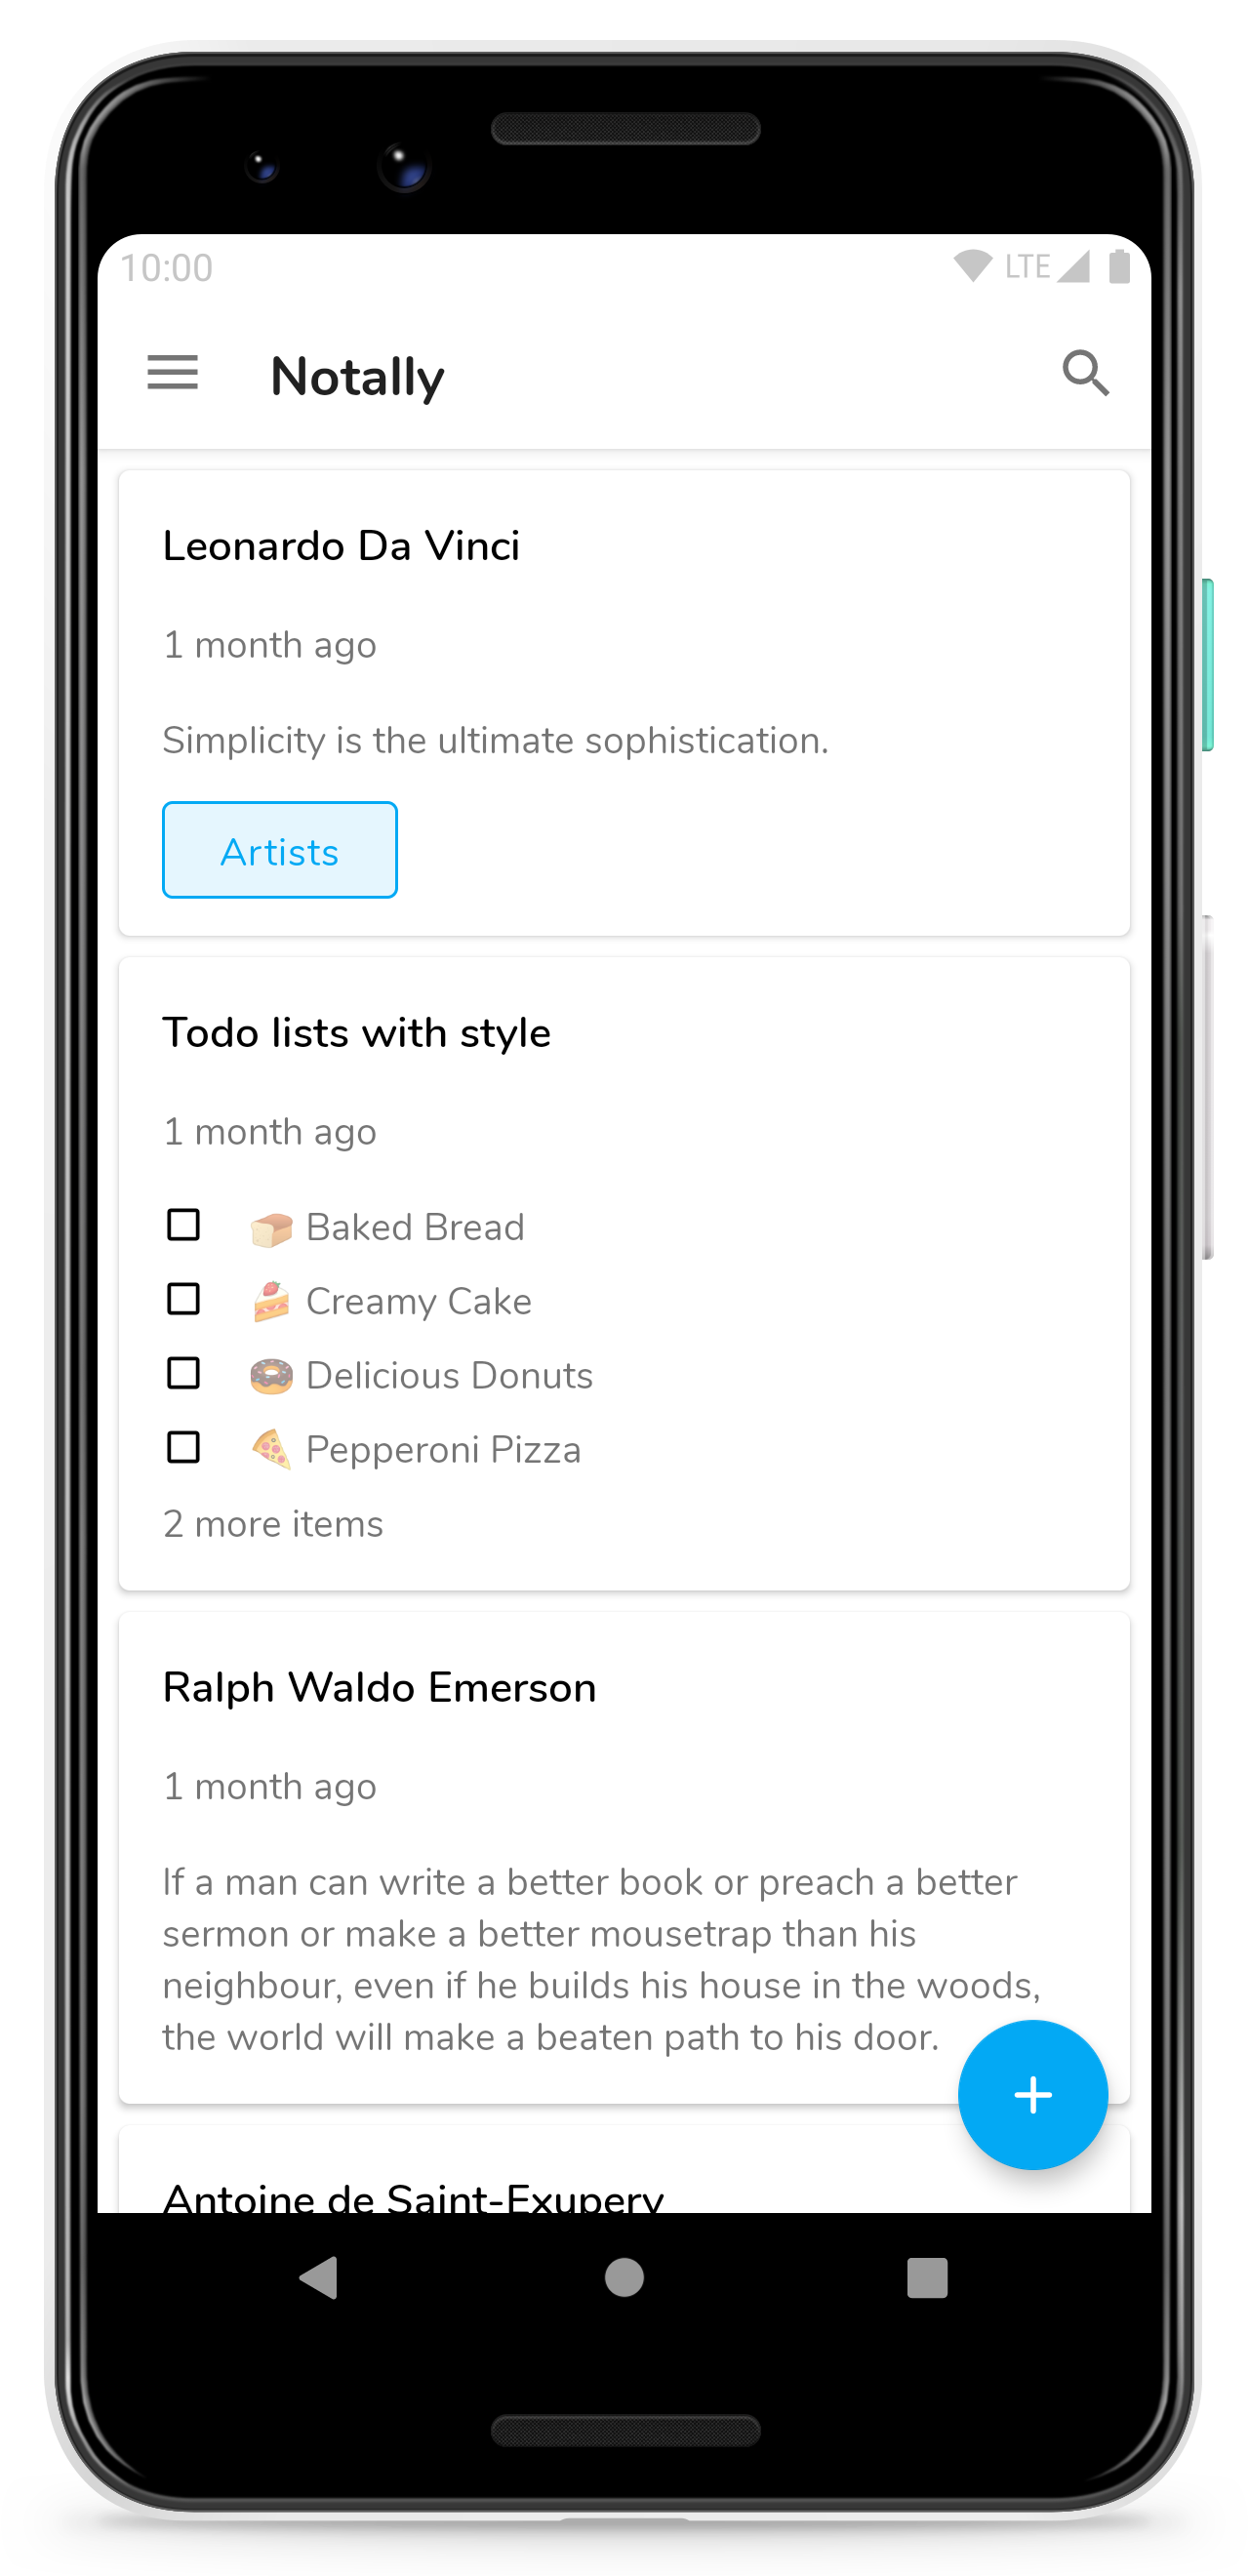 10:00 LTE
Notally
Leonardo Da Vinci
1 month ago
Simplicity is the ultimate sophistication.
Artists
Todo lists with style
1 month ago
🍞 Baked Bread
🍰 Creamy Cake
🍩 Delicious Donuts
🍕 Pepperoni Pizza
2 more items
Ralph Waldo Emerson
1 month ago
If a man can write a better book or preach a better
sermon or make a better mousetrap than his
neighbour, even if he builds his house in the woods,
the world will make a beaten path to his door.
Antoine de Saint-Exupery